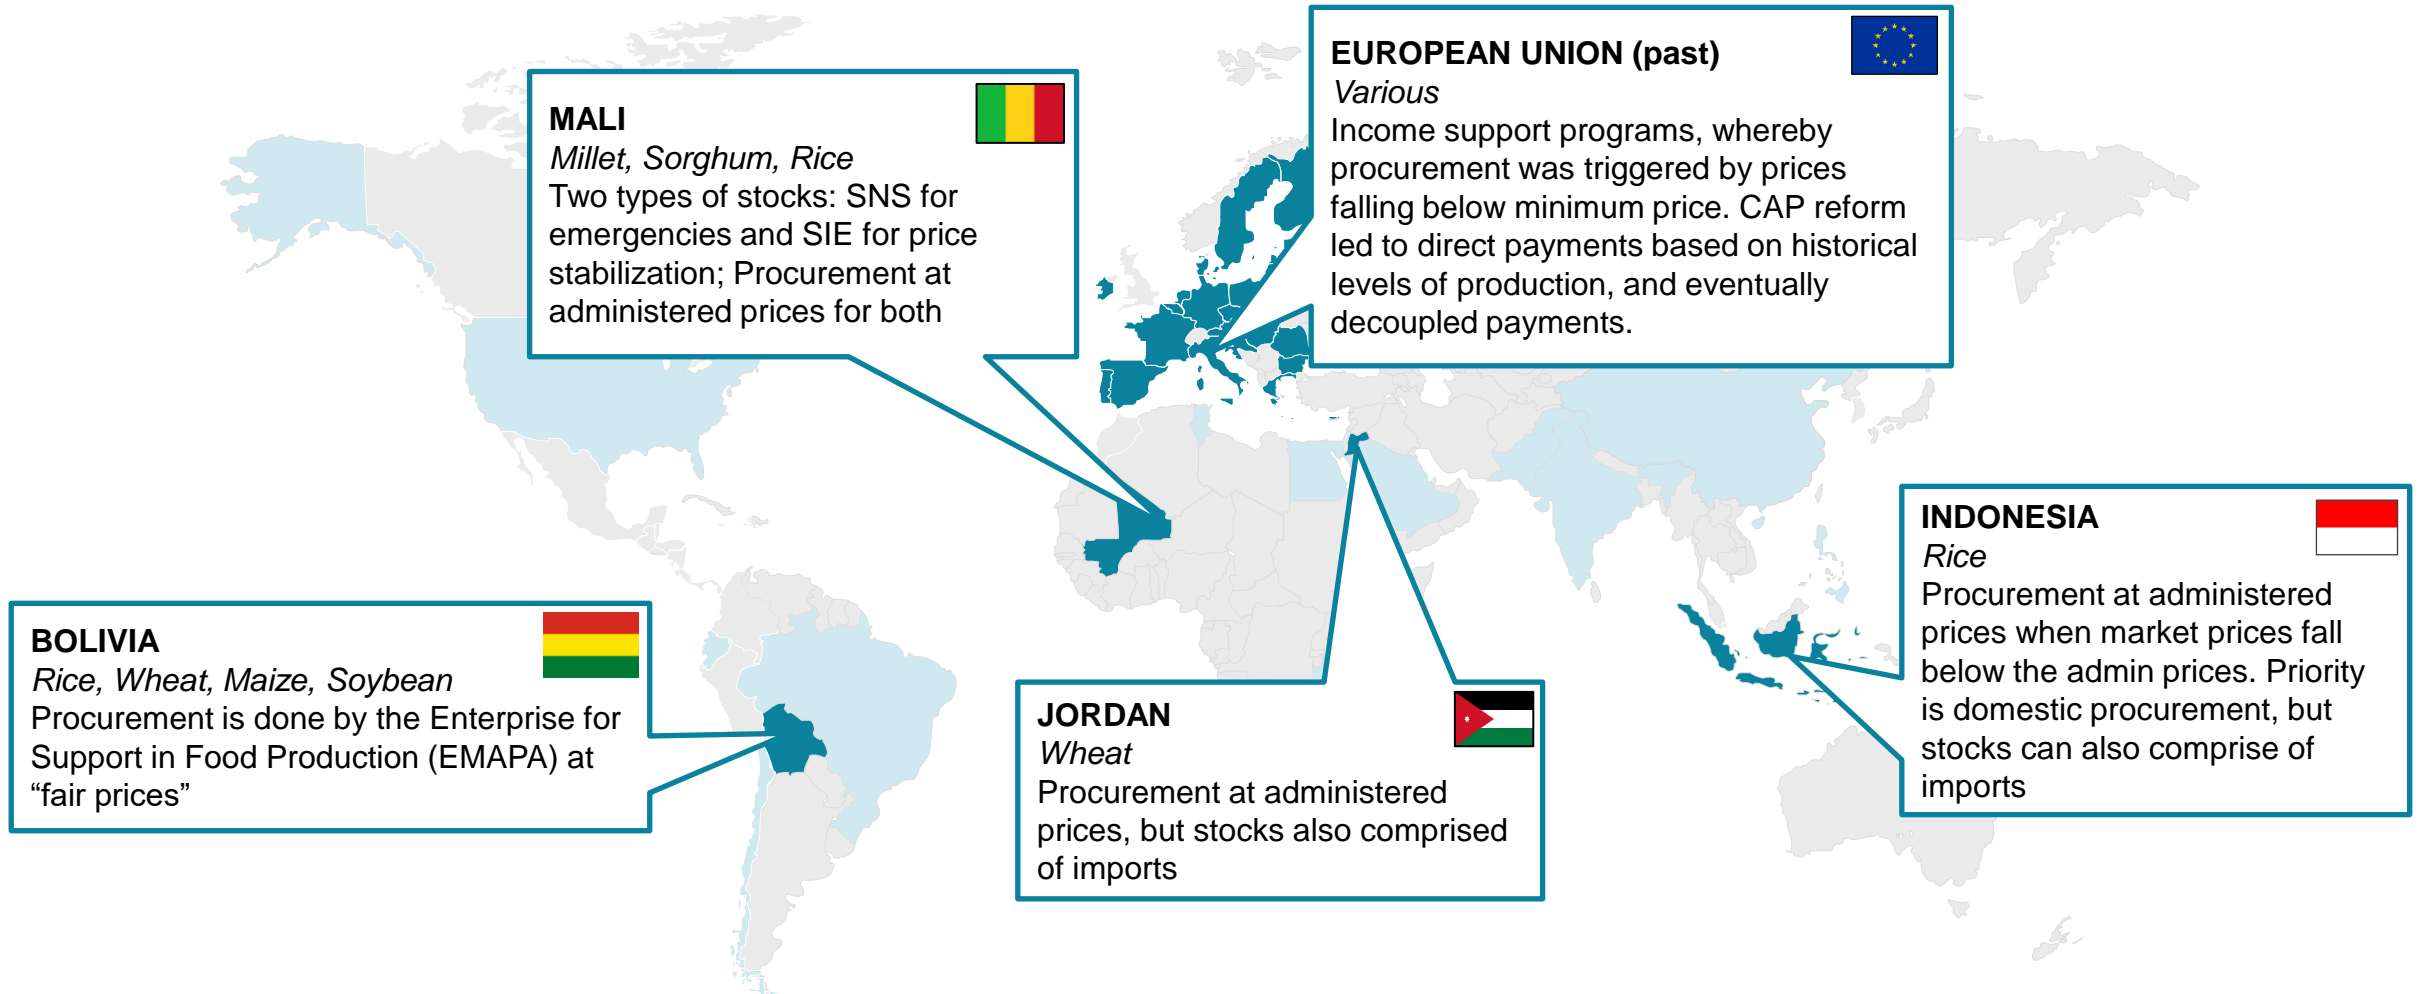 MALI
Millet, Sorghum, Rice
Two types of stocks: SNS for
emergencies and SIE for price
stabilization; Procurement at
administered prices for both
EUROPEAN UNION (past)
Various
Income support programs, whereby
procurement was triggered by prices
falling below minimum price. CAP reform
led to direct payments based on historical
levels of production, and eventually
decoupled payments.
BOLIVIA
Rice, Wheat, Maize, Soybean
Procurement is done by the Enterprise for
Support in Food Production (EMAPA) at
“fair prices”
JORDAN
Wheat
Procurement at administered
prices, but stocks also comprised
of imports
INDONESIA
Rice
Procurement at administered
prices when market prices fall
below the admin prices. Priority
is domestic procurement, but
stocks can also comprise of
imports